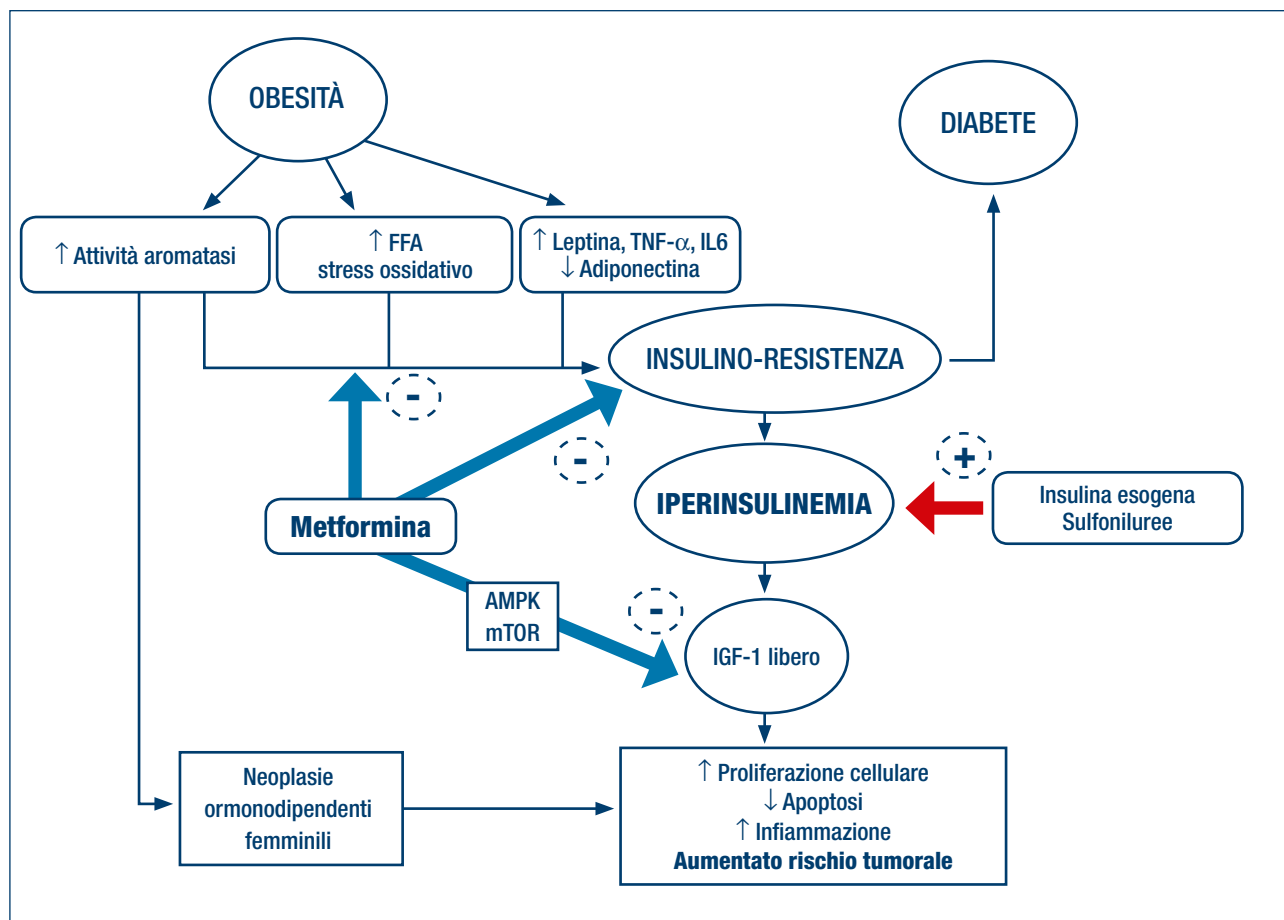 OBESITÀ
DIABETE
↑ Attività aromatasi
↑ FFA
stress ossidativo
↑ Leptina, TNF-α, IL6
↓ Adiponectina
INSULINO-RESISTENZA
-
-
+
IPERINSULINEMIA
Insulina esogena
Sulfoniluree
Metformina
AMPK
mTOR
-
IGF-1 libero
Neoplasie
ormonodipendenti
femminili
↑ Proliferazione cellulare
↓ Apoptosi
↑ Infiammazione
Aumentato rischio tumorale